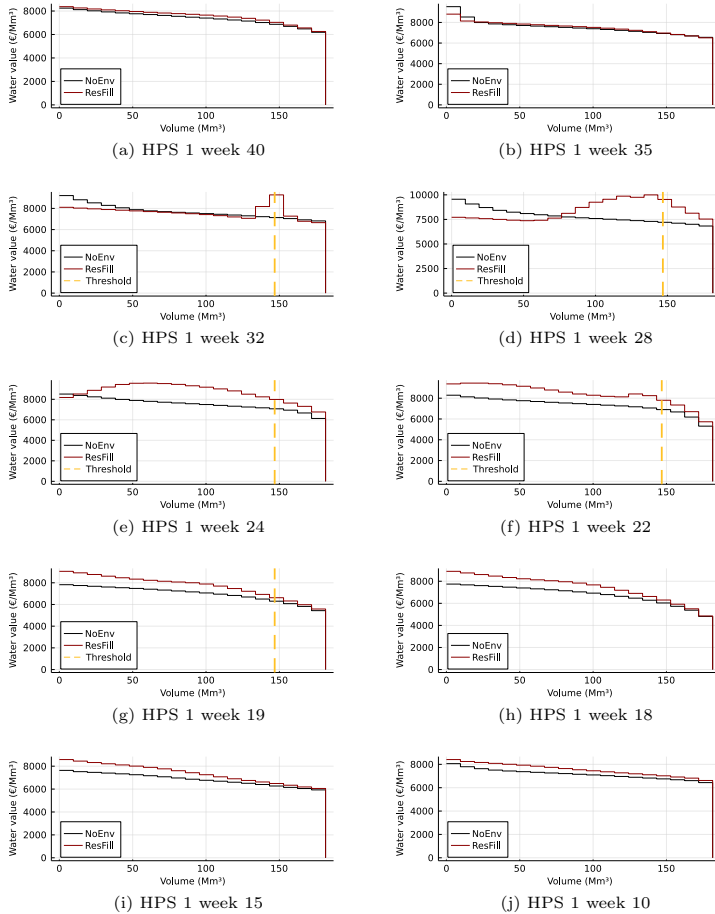 Water value (€/Mm³)
8000
6000
4000
2000
0
NoEnv
ResFill
0
50
100
150
Volume (Mm³)
(a) HPS 1 week 40
Water value (€/Mm³)
8000
6000
4000
2000
0
NoEnv
ResFill
0
50
100
150
Volume (Mm³)
(b) HPS 1 week 35
Water value (€/Mm³)
8000
6000
4000
2000
0
NoEnv
ResFill
Threshold
0
50
100
150
Volume (Mm³)
(c) HPS 1 week 32
Water value (€/Mm³)
10000
7500
5000
2500
0
NoEnv
ResFill
Threshold
0
50
100
150
Volume (Mm³)
(d) HPS 1 week 28
Water value (€/Mm³)
8000
6000
4000
2000
0
NoEnv
ResFill
Threshold
0
50
100
150
Volume (Mm³)
(e) HPS 1 week 24
Water value (€/Mm³)
8000
6000
4000
2000
0
NoEnv
ResFill
Threshold
0
50
100
150
Volume (Mm³)
(f) HPS 1 week 22
Water value (€/Mm³)
8000
6000
4000
2000
0
NoEnv
ResFill
Threshold
0
50
100
150
Volume (Mm³)
(g) HPS 1 week 19
Water value (€/Mm³)
8000
6000
4000
2000
0
NoEnv
ResFill
0
50
100
150
Volume (Mm³)
(h) HPS 1 week 18
Water value (€/Mm³)
8000
6000
4000
2000
0
NoEnv
ResFill
0
50
100
150
Volume (Mm³)
(i) HPS 1 week 15
Water value (€/Mm³)
8000
6000
4000
2000
0
NoEnv
ResFill
0
50
100
150
Volume (Mm³)
(j) HPS 1 week 10